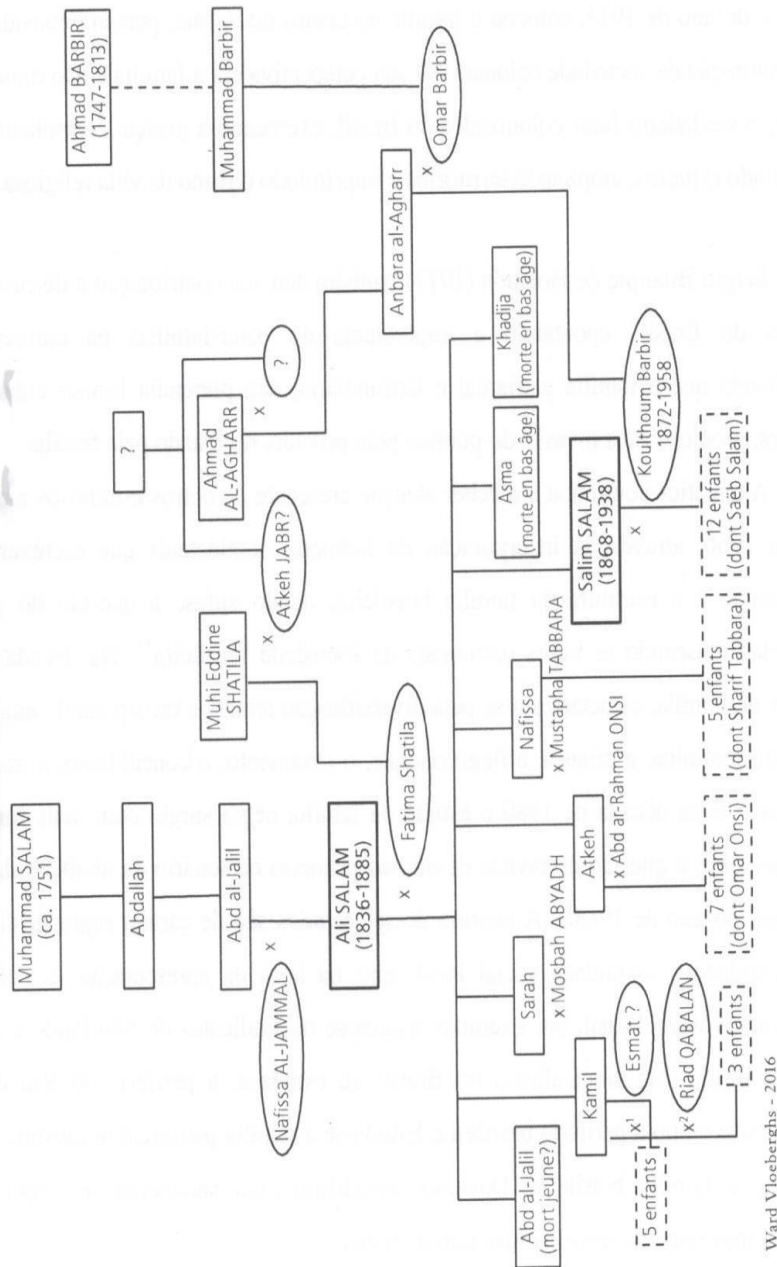 Ahmad BARBIR
(1747-1813)
Muhammad Barbir
Omar Barbir
?
Ahmad
AL-AGHARR
x
?
Anbara al-Agharr
x
Muhammad SALAM
(ca. 1751)
Abdallah
Abd al-Jalil
x
Nafissa AL-JAMMAL
Muhi Eddine
SHATILA
x
Atkeh JABR?
Ali SALAM
(1836-1885)
x
Fatima Shatila
Abd al-Jalil
(mort jeune?)
Kamil
x¹
Esmat ?
x²
Riad QABALAN
5 enfants
3 enfants
Sarah
x Mosbah ABYADH
Atkeh
x Abd ar-Rahman ONSI
7 enfants
(dont Omar Onsi)
Nafissa
x Mustapha TABBARA
5 enfants
(dont Sharif Tabbara)
Salim SALAM
(1868-1938)
x
Koulthoum Barbir
1872-1958
12 enfants
(dont Saeb Salam)
Asma
(morte en bas âge)
Khadija
(morte en bas âge)
Ward Vloeberghs - 2016